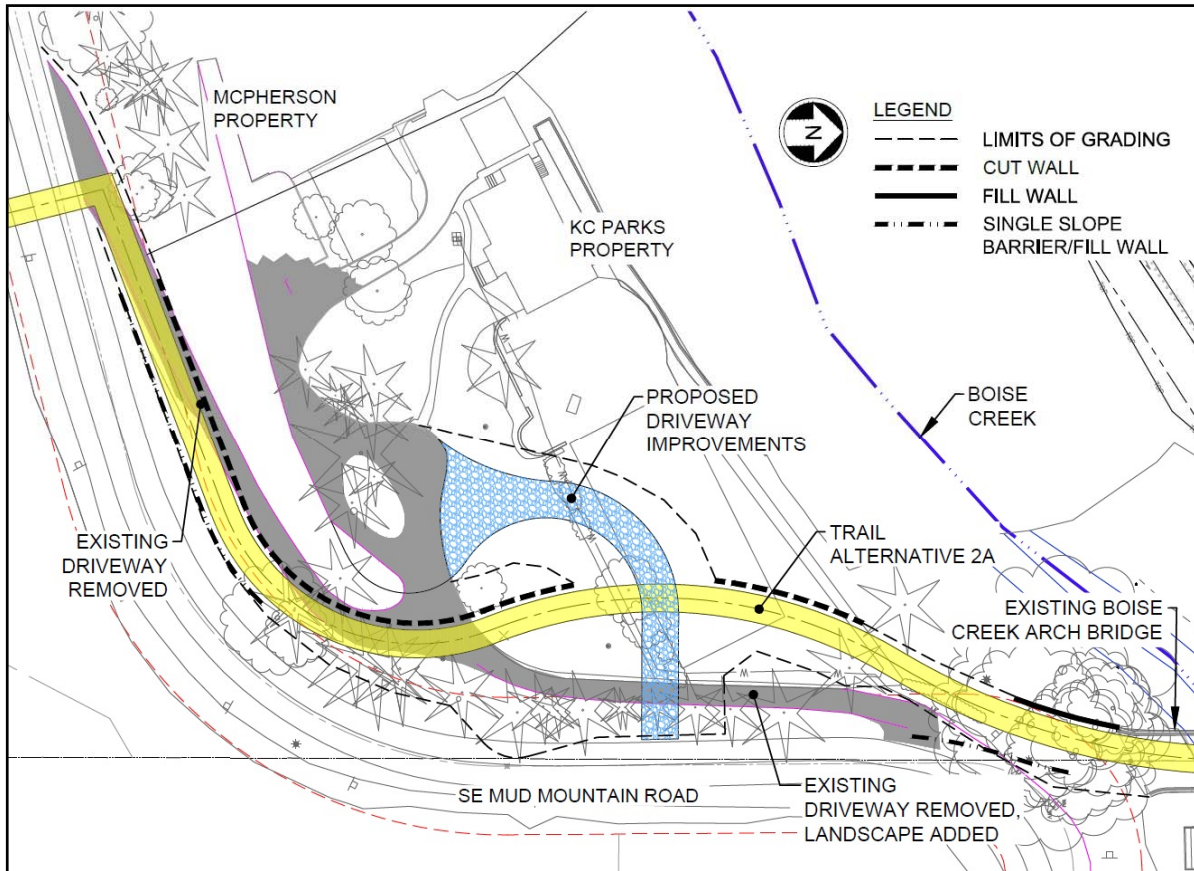 MCPHERSON
PROPERTY
N
LEGEND
LIMITS OF GRADING
CUT WALL
FILL WALL
SINGLE SLOPE
BARRIER/FILL WALL
KC PARKS
PROPERTY
PROPOSED
DRIVEWAY
IMPROVEMENTS
BOISE
CREEK
EXISTING
DRIVEWAY
REMOVED
TRAIL
ALTERNATIVE 2A
EXISTING BOISE
CREEK ARCH BRIDGE
SE MUD MOUNTAIN ROAD
EXISTING
DRIVEWAY REMOVED,
LANDSCAPE ADDED